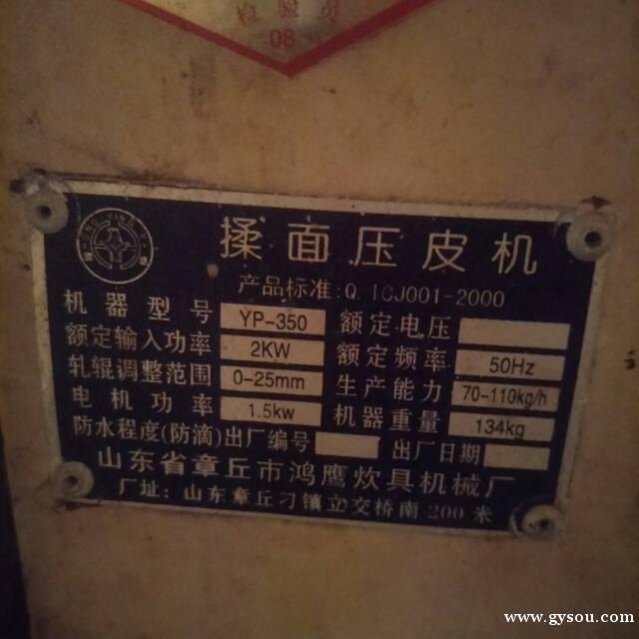 检验员
08
揉面压皮机
产品标准:Q 1CJ001-2000
机器型号 YP-350 额定电压
额定输入功率 2KW 额定频率 50Hz
轧辊调整范围 0-25mm 生产能力 70-110kg/h
电机功率 1.5kw 机器重量 134kg
防水程度(防滴)出厂编号 出厂日期
山东省章丘市鸿鹰炊具机械厂
厂址:山东章丘刁镇立交桥南200米
www.gysou.com